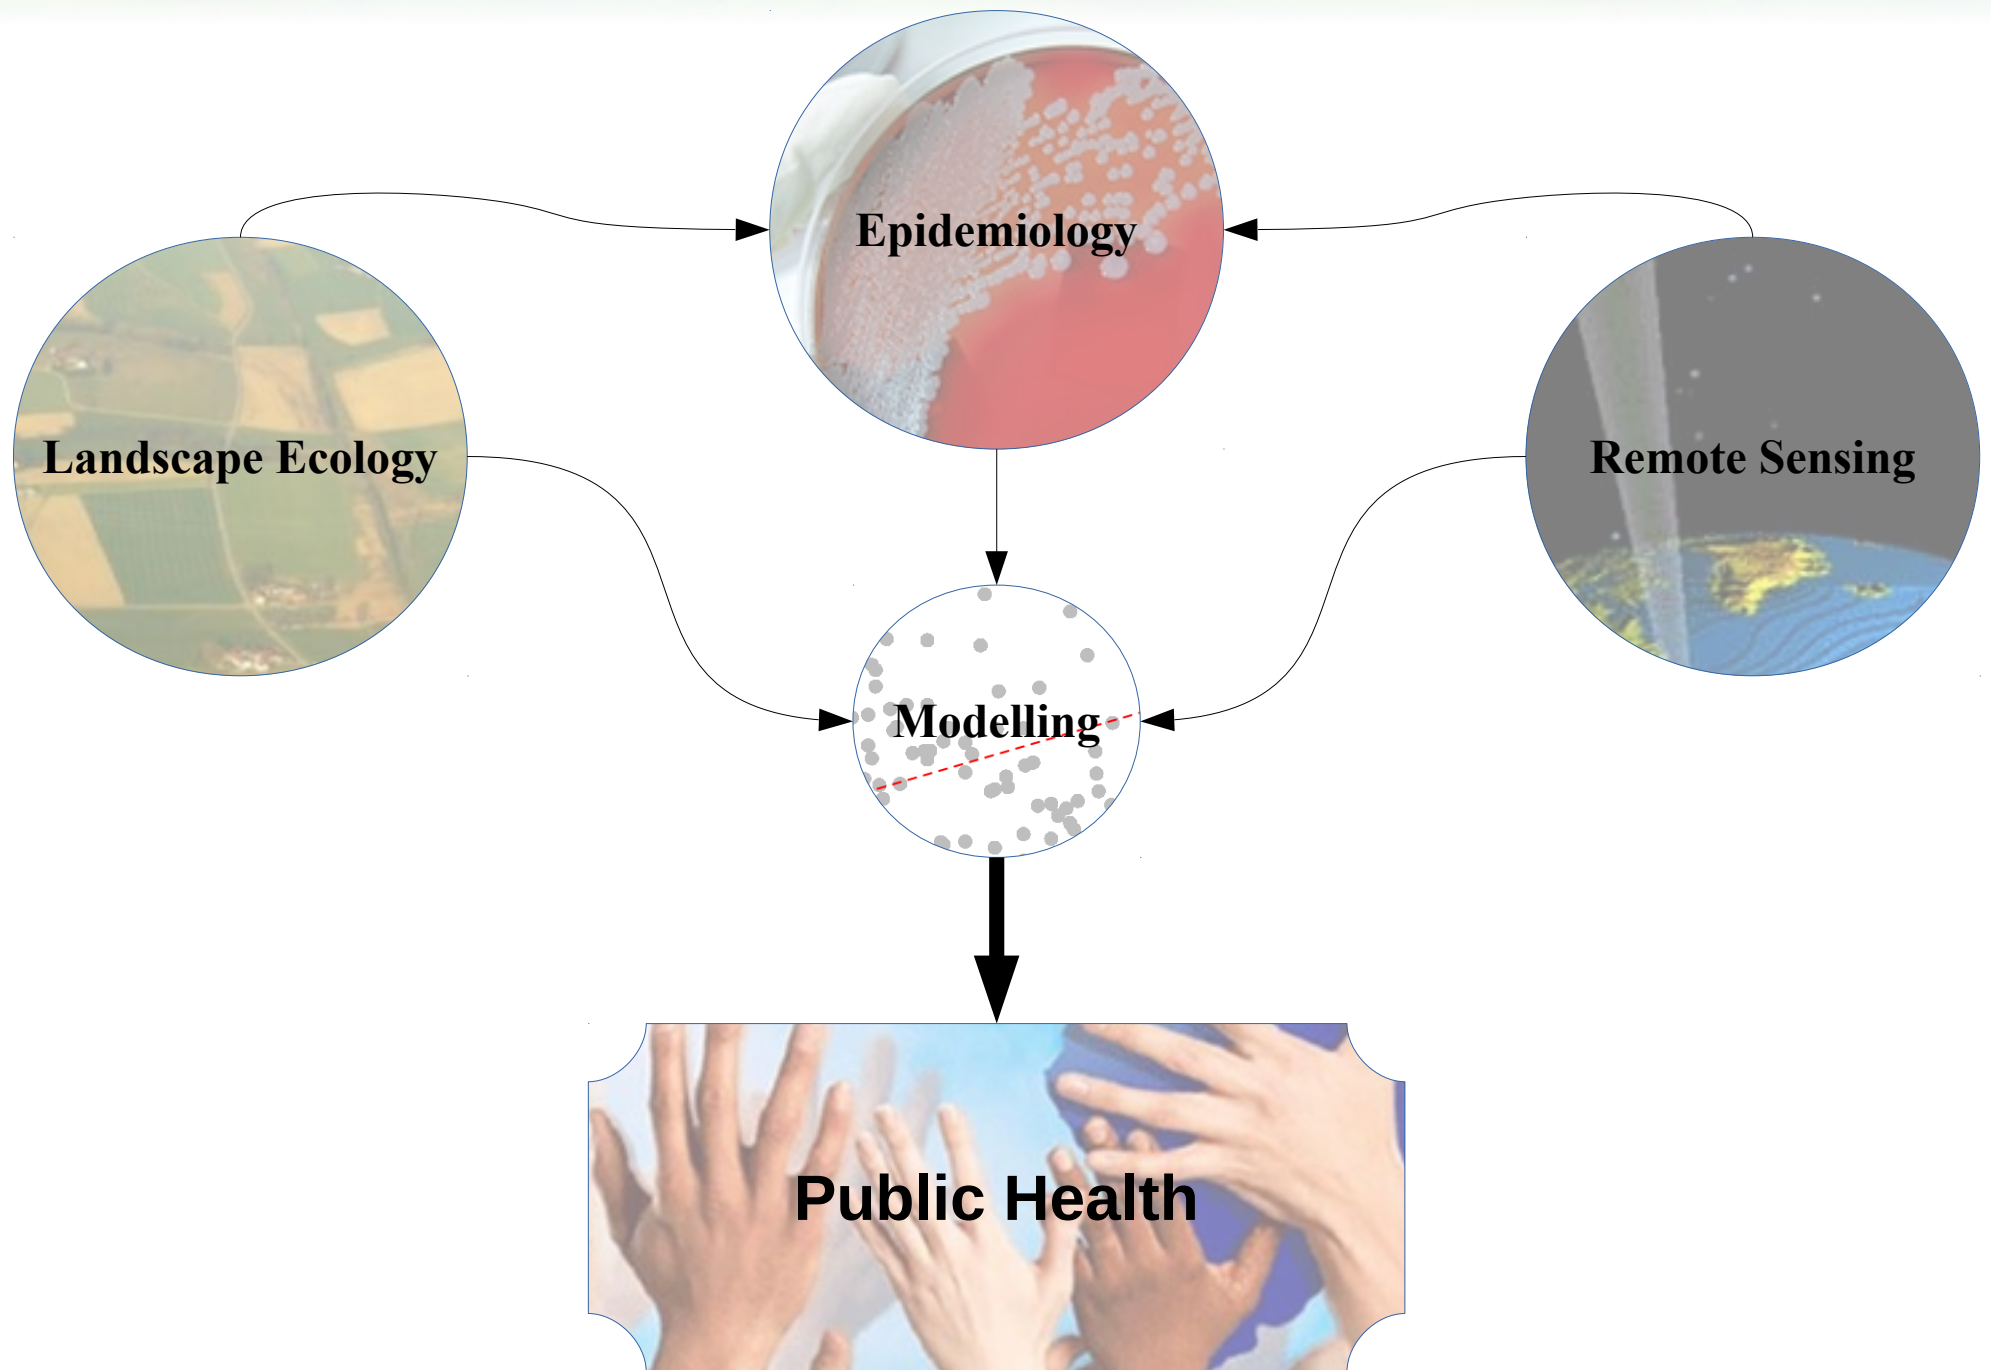 Epidemiology
Landscape Ecology
Remote Sensing
Modelling
Public Health